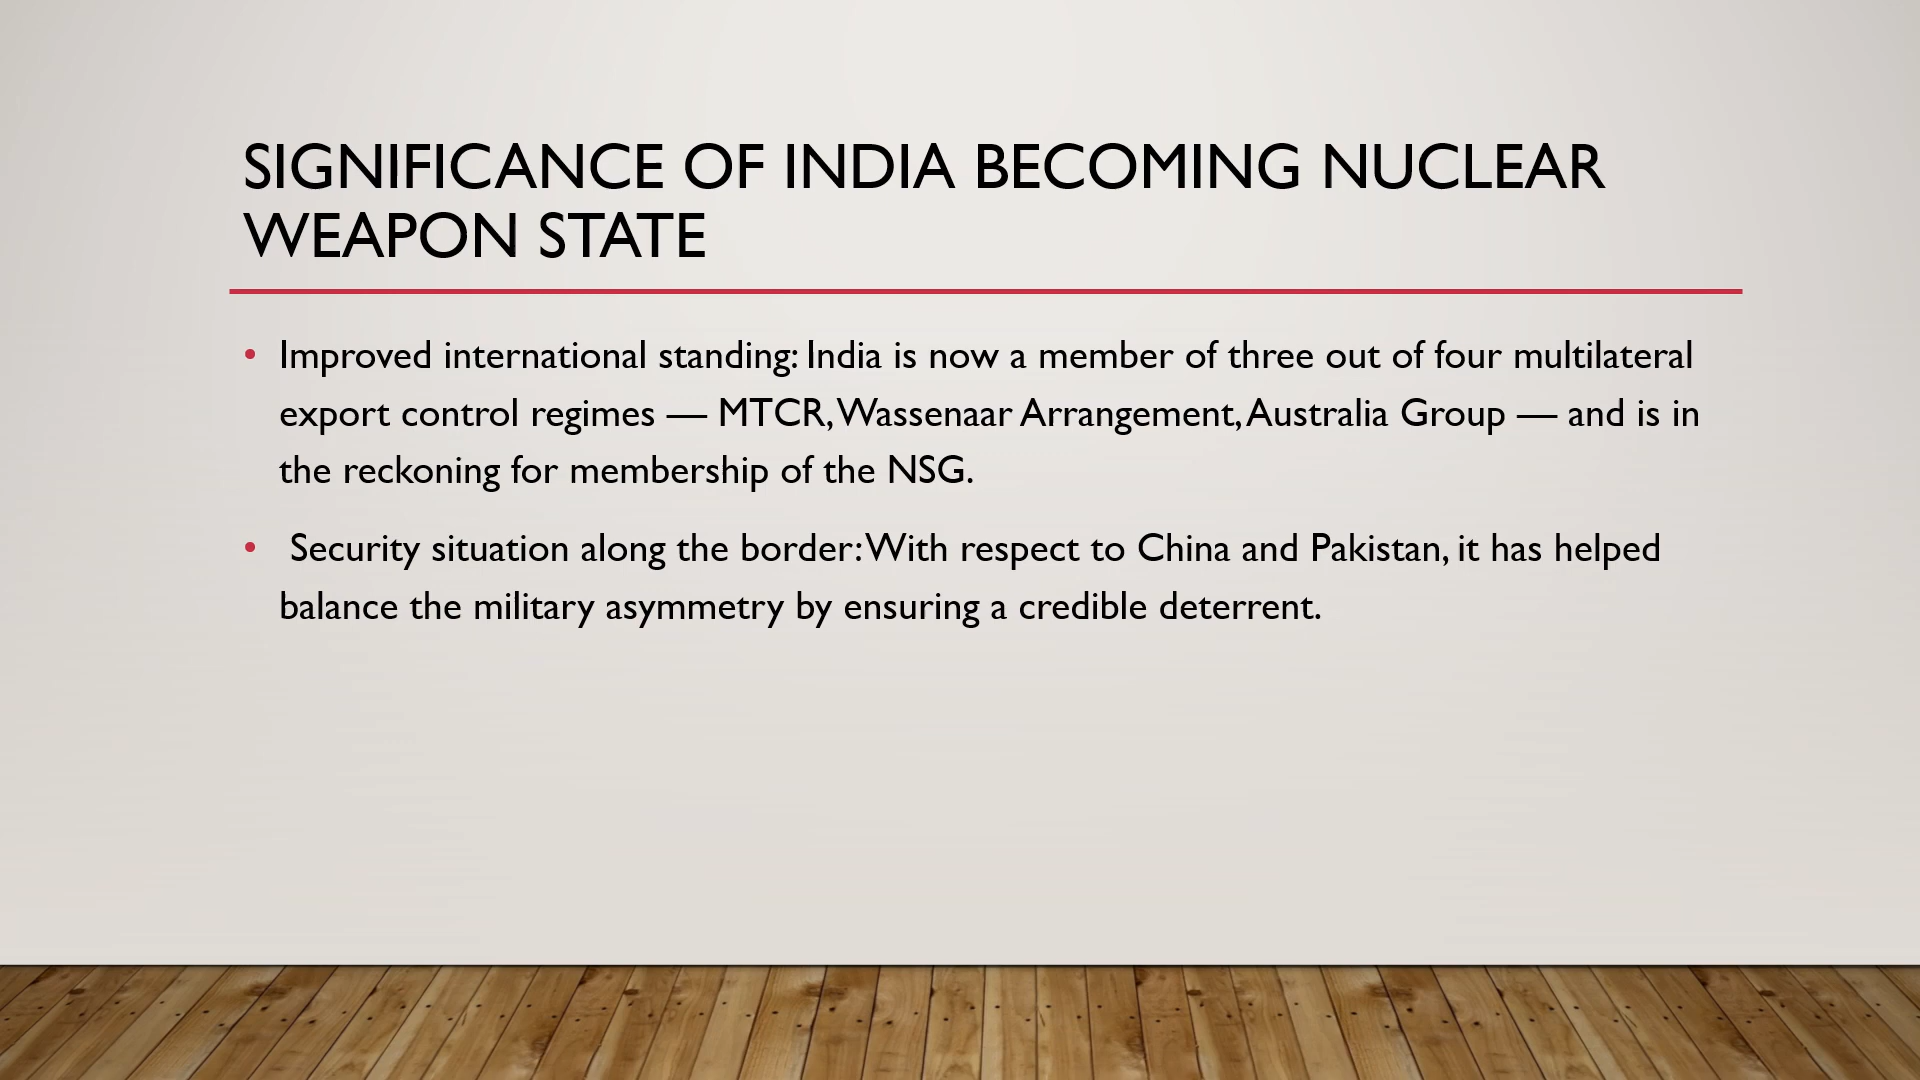 SIGNIFICANCE OF INDIA BECOMING NUCLEAR
WEAPON STATE
• Improved international standing: India is now a member of three out of four multilateral
export control regimes — MTCR, Wassenaar Arrangement, Australia Group — and is in
the reckoning for membership of the NSG.
• Security situation along the border: With respect to China and Pakistan, it has helped
balance the military asymmetry by ensuring a credible deterrent.